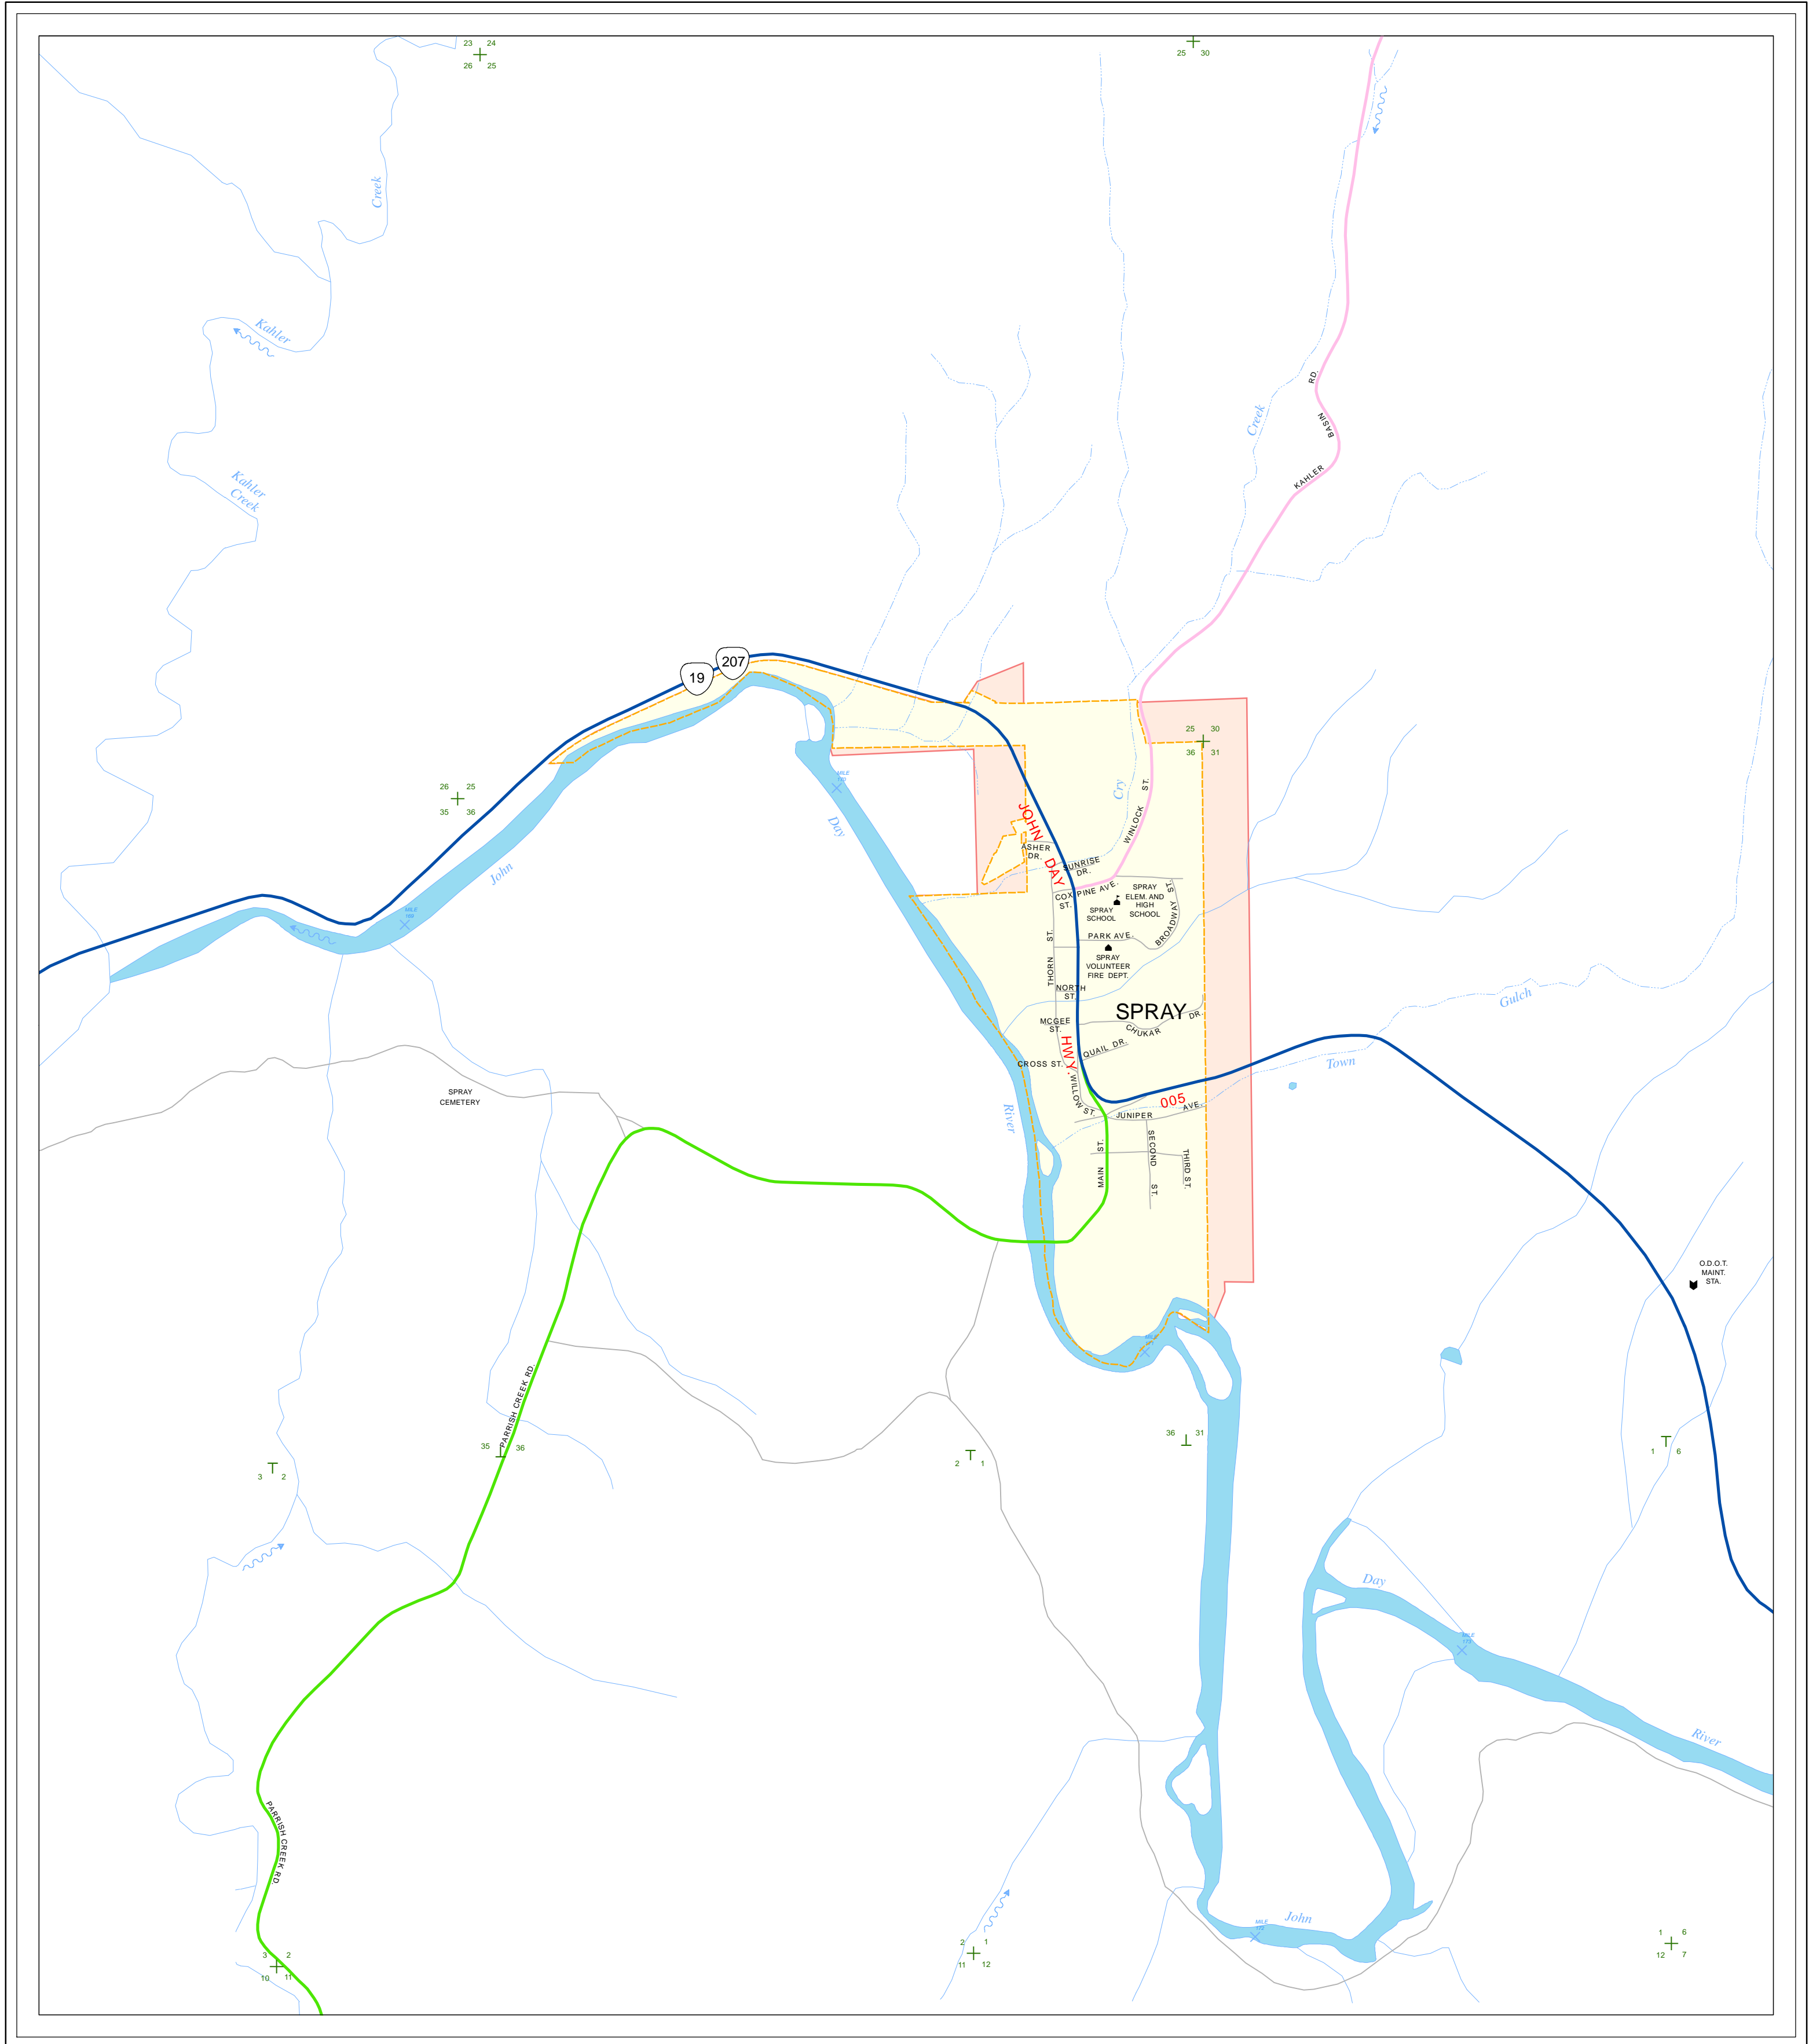 23 24
26 25
25 30
Creek
Kahler
RD.
BASIN
Creek
KAHLER
Kahler
Creek
207
19
25 30
36 31
26 25
35 36
MILE
Day
Cry
ST.
WINLOCK
JOHN DAY HWY.
ASHER
DR.
SUNRISE
DR.
John
MILE
COX
ST.
PINE AVE.
SPRAY
ELEM. AND
HIGH
SCHOOL
SPRAY
SCHOOL
BROADWAY ST.
PARK AVE.
THORN ST.
SPRAY
VOLUNTEER
FIRE DEPT.
NORTH
ST.
SPRAY
MCGEE
ST.
CHUKAR DR.
Gulch
QUAIL DR.
CROSS ST.
Town
WILLOW ST.
SPRAY
CEMETERY
River
005
JUNIPER AVE.
MAIN ST.
SECOND ST.
THIRD ST.
O.D.O.T.
MAINT.
STA.
MILE
PARRISH CREEK RD.
35 36
36 31
1 6
3 2
2 1
Day
MILE
River
PARRISH CREEK RD.
John
MILE
3 2
10 11
2 1
11 12
1 6
12 7